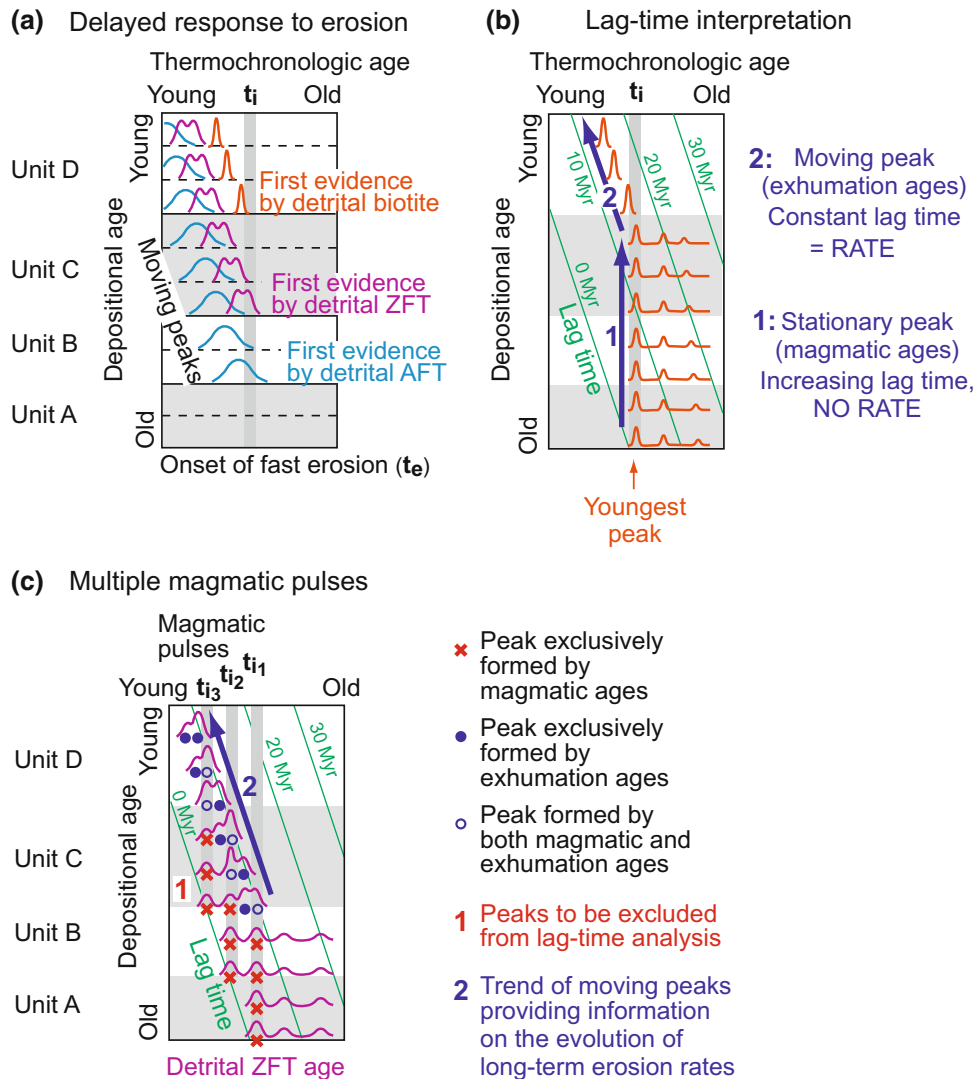 (a) Delayed response to erosion
Thermochronologic age
Young ti Old
Young
Unit D
First evidence
by detrital biotite
Depositional age
Moving peaks
Unit C
First evidence
by detrital ZFT
Unit B
First evidence
by detrital AFT
Unit A
Old
Onset of fast erosion (te)
(b) Lag-time interpretation
Thermochronologic age
Young ti Old
Young
10 Myr
20 Myr
30 Myr
2
Depositional age
0 Myr
Lag time
1
Old
Youngest
peak
2: Moving peak
(exhumation ages)
Constant lag time
= RATE
1: Stationary peak
(magmatic ages)
Increasing lag time,
NO RATE
(c) Multiple magmatic pulses
Magmatic
pulses
Young ti3 ti2 ti1 Old
Young
Unit D
30 Myr
20 Myr
2
0 Myr
Depositional age
Unit C
1
Unit B
Lag time
Unit A
Old
Detrital ZFT age
Peak exclusively
formed by
magmatic ages
Peak exclusively
formed by
exhumation ages
Peak formed by
both magmatic and
exhumation ages
1 Peaks to be excluded
from lag-time analysis
2 Trend of moving peaks
providing information
on the evolution of
long-term erosion rates